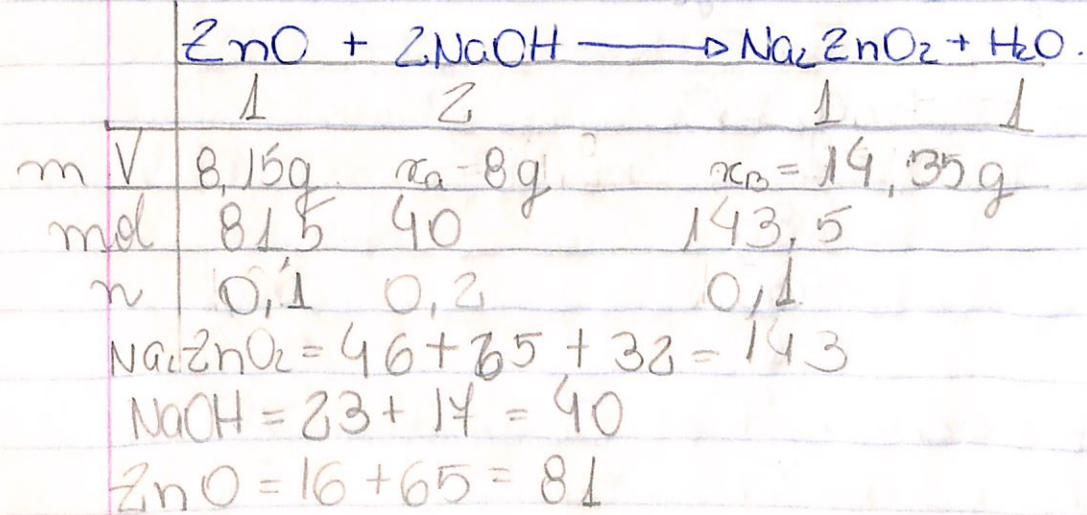 ZnO + 2NaOH → Na₂ZnO₂ + H₂O.
1 2 1 1
m V 8,15g xa = 8g xB = 14,35g
mol 81,5 40 143,5
n 0,1 0,2 0,1
Na₂ZnO₂ = 46 + 65 + 32 = 143
NaOH = 23 + 17 = 40
ZnO = 16 + 65 = 81